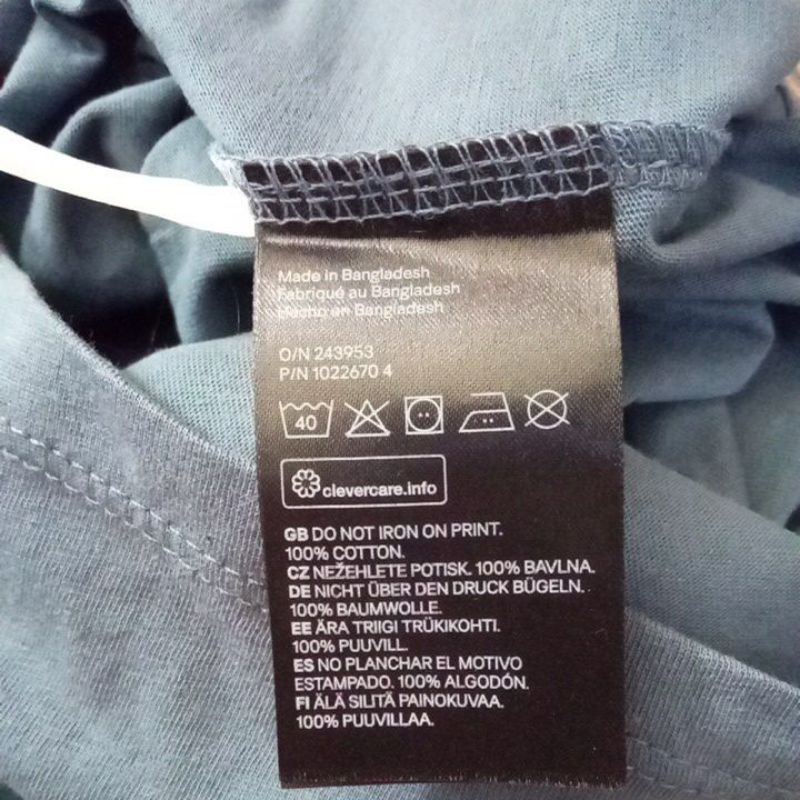 Made in Bangladesh
Fabriqué au Bangladesh
Hecho en Bangladesh
O/N 243953
P/N 1022670 4
40
clevercare.info
GB DO NOT IRON ON PRINT.
100% COTTON.
CZ NEŽEHLETE POTISK. 100% BAVLNA.
DE NICHT ÜBER DEN DRUCK BÜGELN.
100% BAUMWOLLE.
EE ÄRA TRIIGI TRÜKIKOHTI.
100% PUUVILL.
ES NO PLANCHAR EL MOTIVO
ESTAMPADO. 100% ALGODÓN.
FI ÄLÄ SILITÄ PAINOKUVAA.
100% PUUVILLAA.